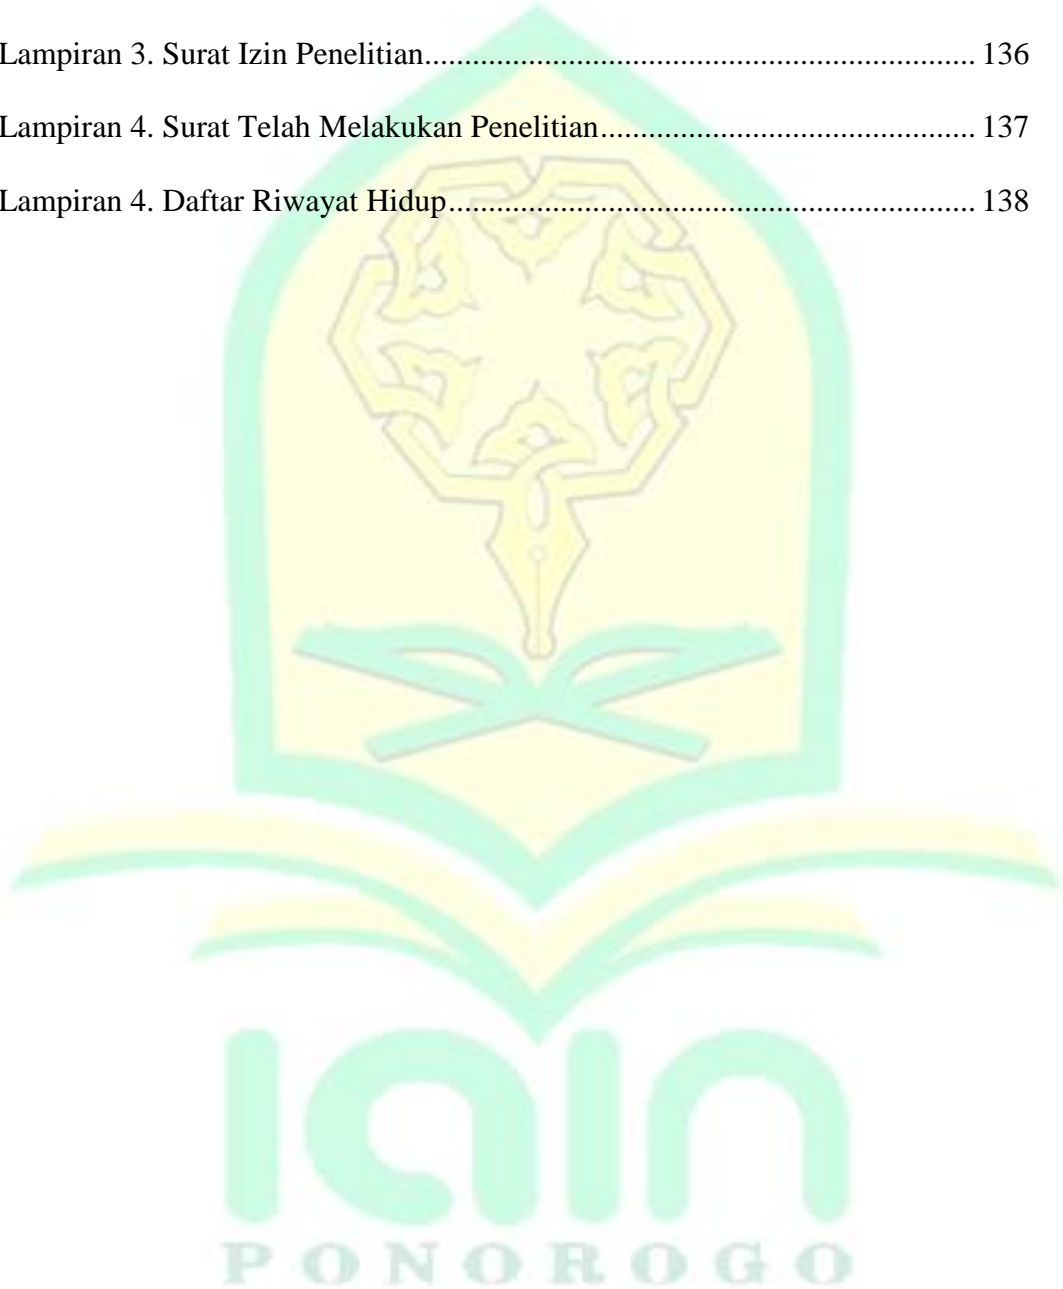 Lampiran 3. Surat Izin Penelitian..................................................................... 136
Lampiran 4. Surat Telah Melakukan Penelitian............................................... 137
Lampiran 4. Daftar Riwayat Hidup.................................................................. 138
iain
PONOROGO